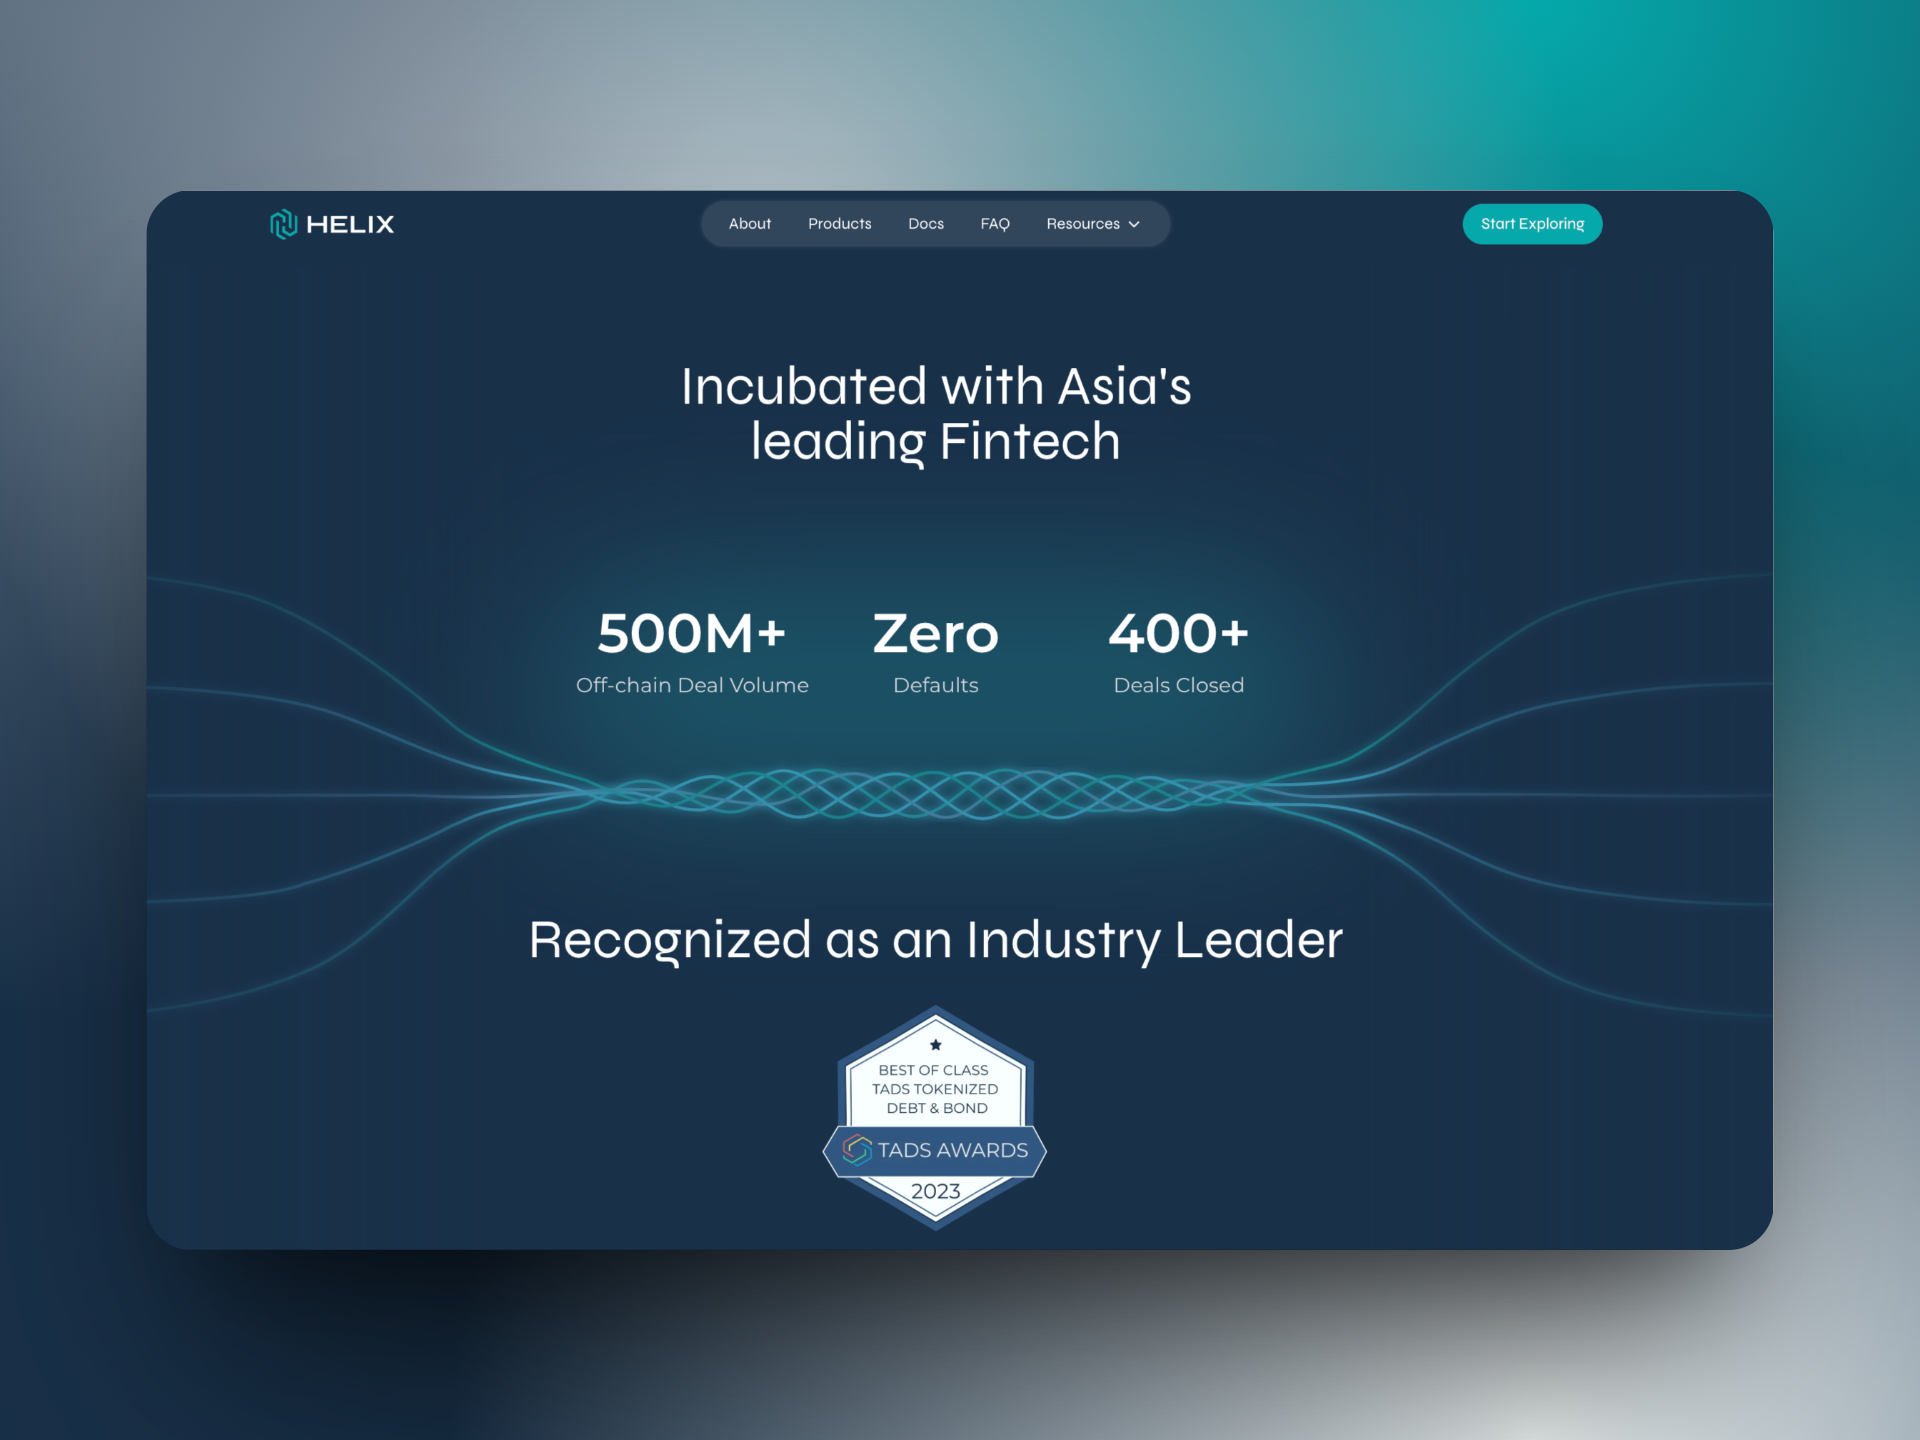 HELIX
About
Products
Docs
FAQ
Resources
Start Exploring
Incubated with Asia's
leading Fintech
500M+
Off-chain Deal Volume
Zero
Defaults
400+
Deals Closed
Recognized as an Industry Leader
BEST OF CLASS
TADS TOKENIZED
DEBT & BOND
TADS AWARDS
2023